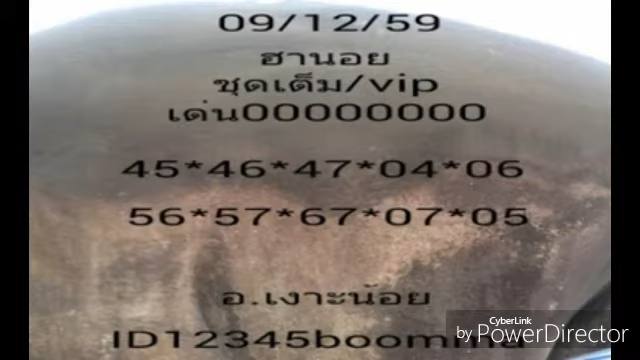 09/12/59
ฮานอย
ชุดเต็ม/vip
เด่น00000000
45*46*47*04*06
56*57*67*07*05
อ.เงาะน้อย
CyberLink
by PowerDirector